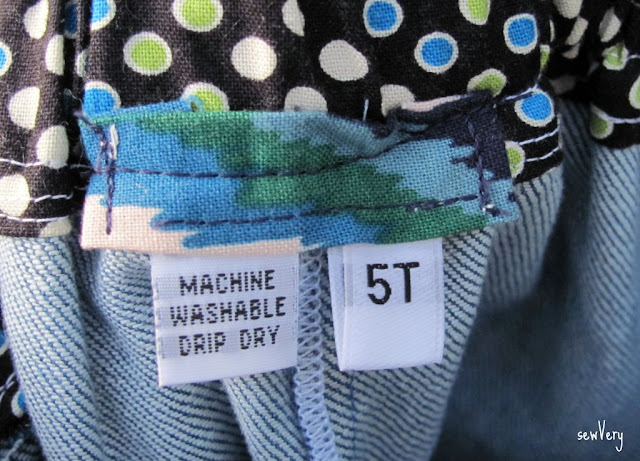 MACHINE
WASHABLE
DRIP DRY
5T
sewVery